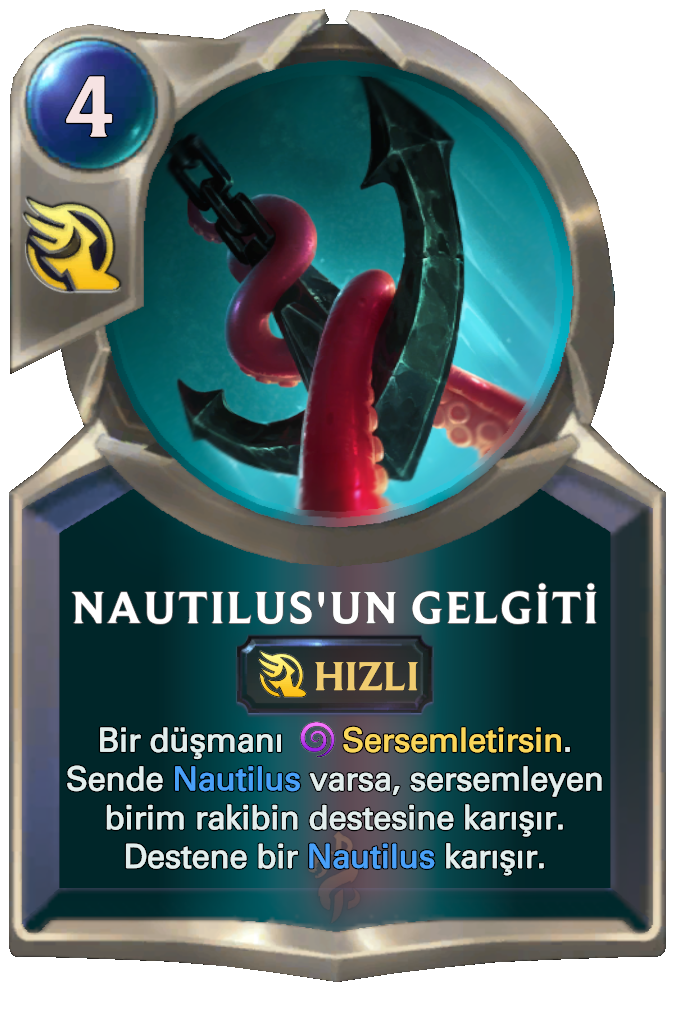 4
NAUTILUS'UN GELGİTİ
HIZLI
Bir düşmanı Sersemletirsin.
Sende Nautilus varsa, sersemleyen
birim rakibin destesine karışır.
Destene bir Nautilus karışır.